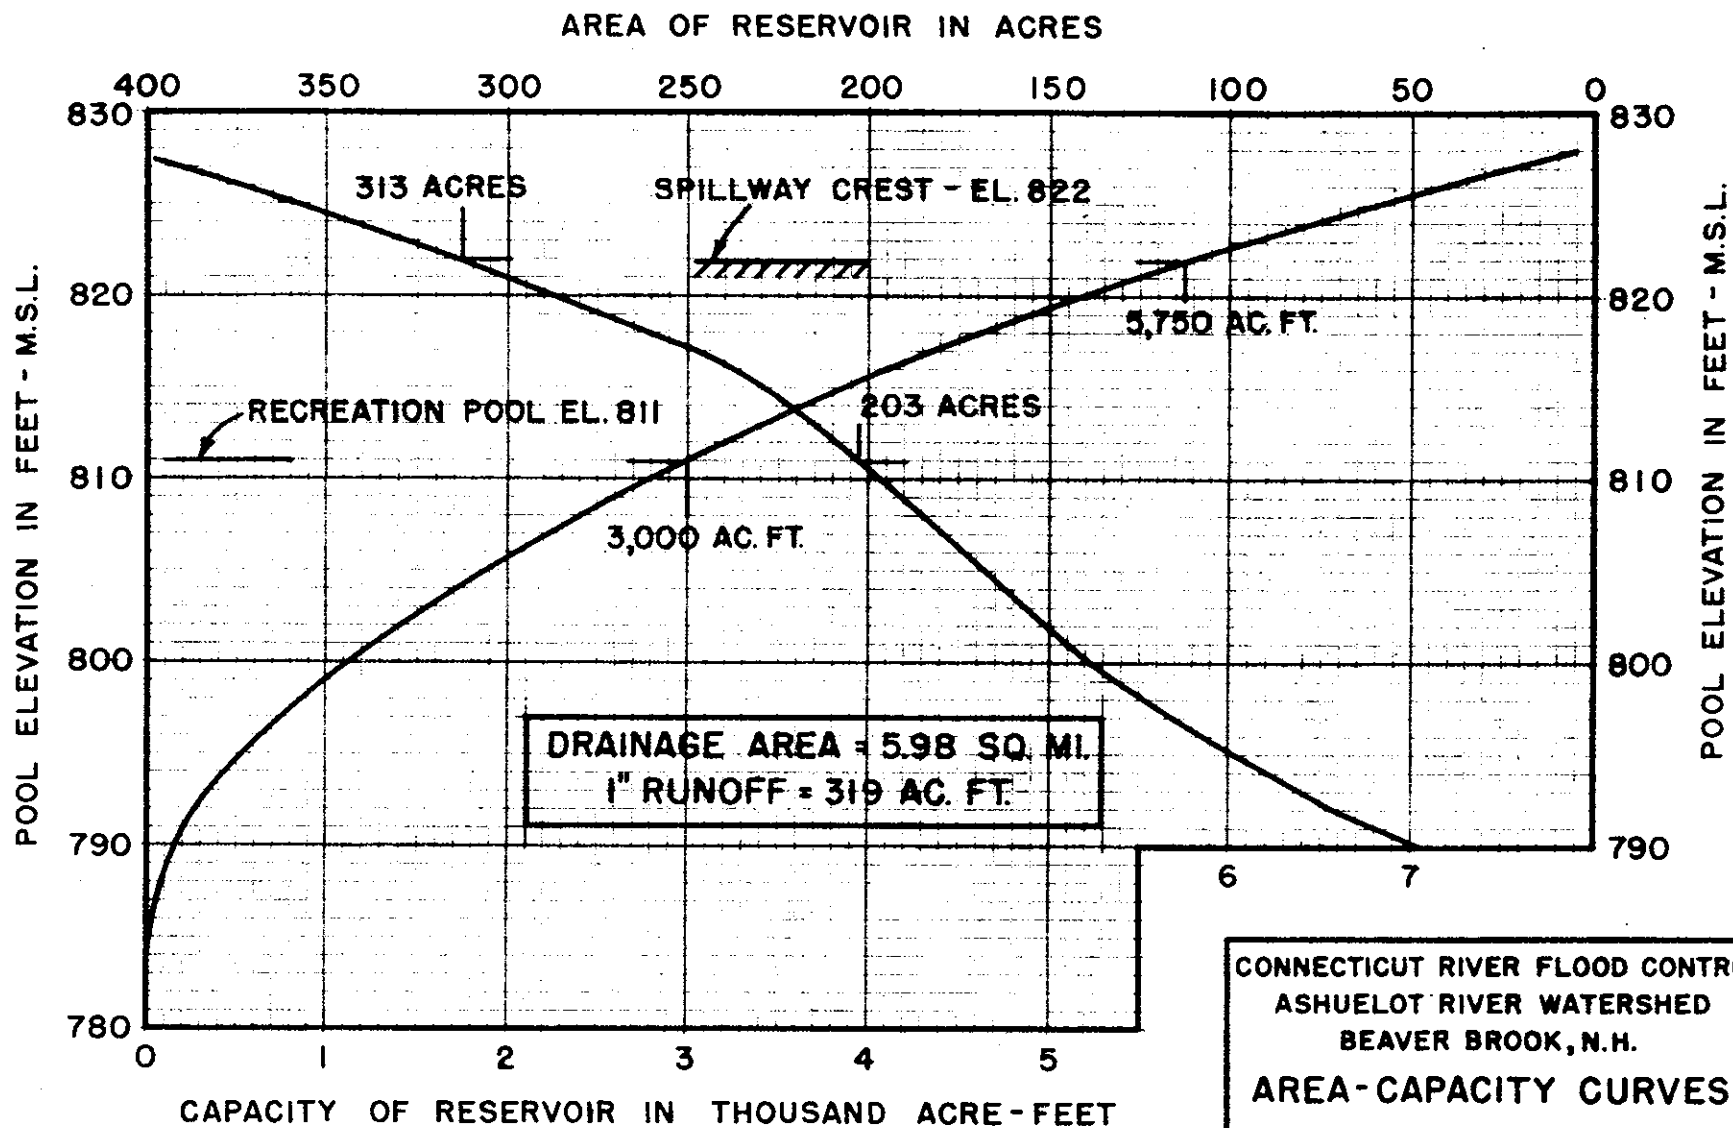 AREA OF RESERVOIR IN ACRES
400 350 300 250 200 150 100 50 0
830 830
313 ACRES
SPILLWAY CREST - EL. 822
820 820
5,750 AC. FT.
RECREATION POOL EL. 811
203 ACRES
810 810
3,000 AC. FT.
800 800
DRAINAGE AREA = 5.98 SQ. MI.
1" RUNOFF = 319 AC. FT.
790 790
6 7
780
0 1 2 3 4 5
CAPACITY OF RESERVOIR IN THOUSAND ACRE-FEET
POOL ELEVATION IN FEET - M.S.L.
POOL ELEVATION IN FEET - M.S.L.
CONNECTICUT RIVER FLOOD
ASHUELOT RIVER WATERSHED
BEAVER BROOK, N.H.
AREA-CAPACITY CURVES